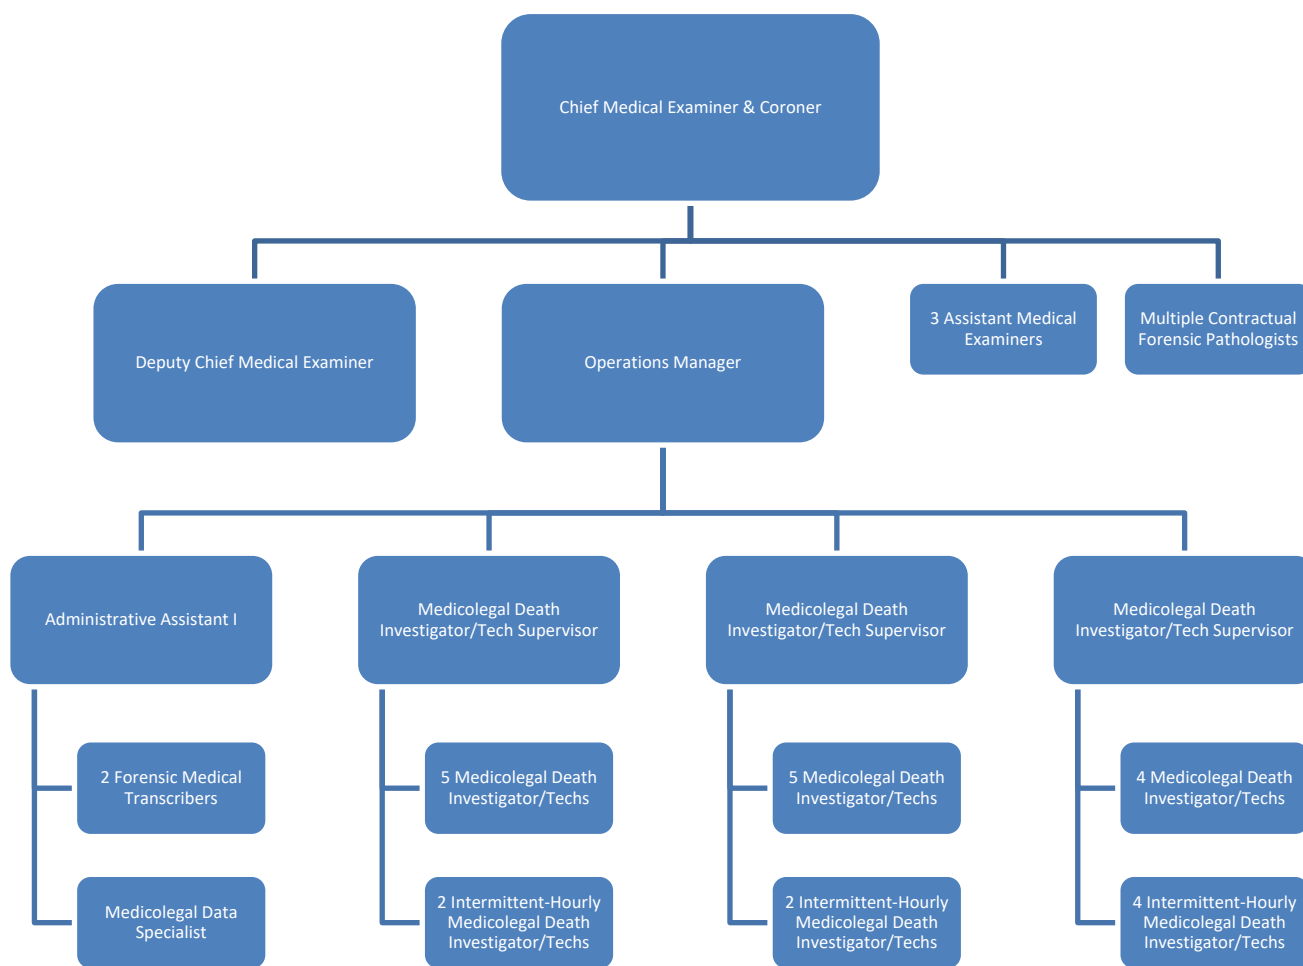 Chief Medical Examiner & Coroner
Deputy Chief Medical Examiner
Operations Manager
3 Assistant Medical
Examiners
Multiple Contractual
Forensic Pathologists
Administrative Assistant I
Medicolegal Death
Investigator/Tech Supervisor
Medicolegal Death
Investigator/Tech Supervisor
Medicolegal Death
Investigator/Tech Supervisor
2 Forensic Medical
Transcribers
5 Medicolegal Death
Investigator/Techs
5 Medicolegal Death
Investigator/Techs
4 Medicolegal Death
Investigator/Techs
Medicolegal Data
Specialist
2 Intermittent-Hourly
Medicolegal Death
Investigator/Techs
2 Intermittent-Hourly
Medicolegal Death
Investigator/Techs
4 Intermittent-Hourly
Medicolegal Death
Investigator/Techs